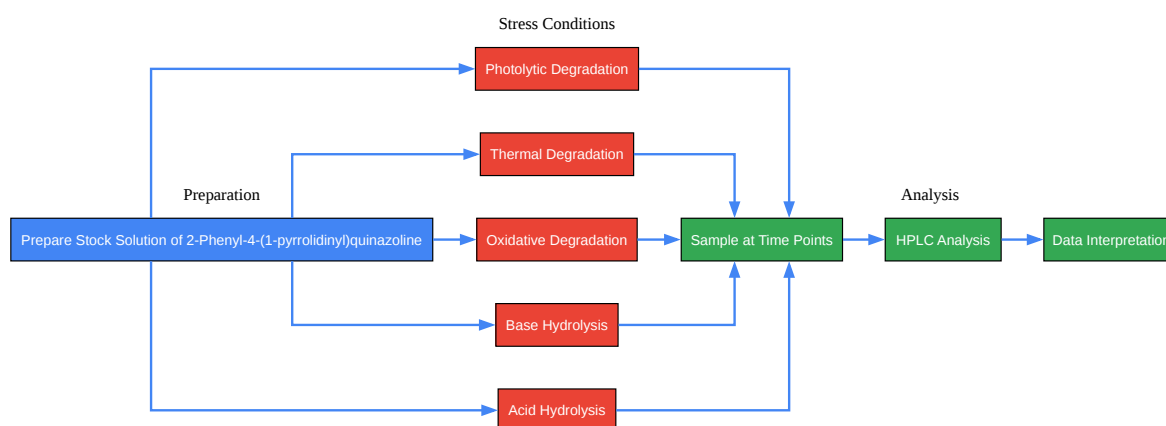 Stress Conditions
Photolytic Degradation
Thermal Degradation
Preparation
Analysis
Prepare Stock Solution of 2-Phenyl-4-(1-pyrrolidinyl)quinazoline
Oxidative Degradation
Sample at Time Points
HPLC Analysis
Data Interpretation
Base Hydrolysis
Acid Hydrolysis